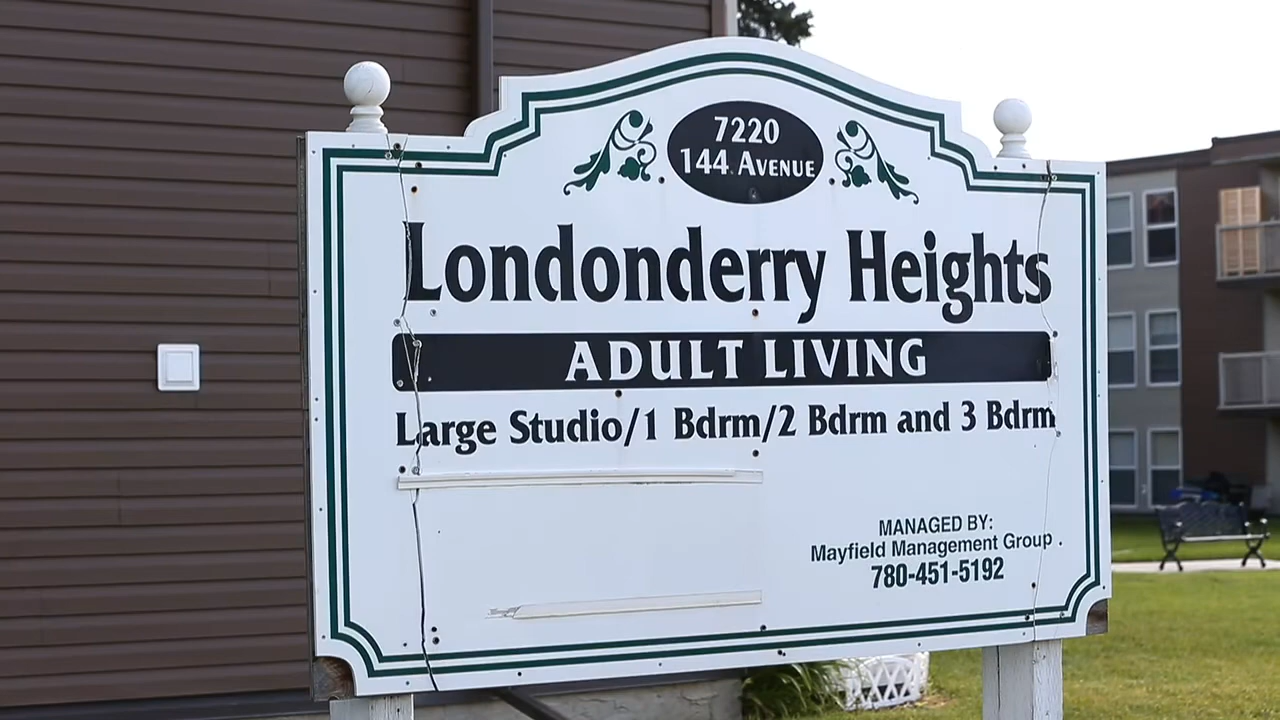 7220
144 Avenue
Londonderry Heights
ADULT LIVING
Large Studio/1 Bdrm/2 Bdrm and 3 Bdrm
MANAGED BY:
Mayfield Management Group
780-451-5192